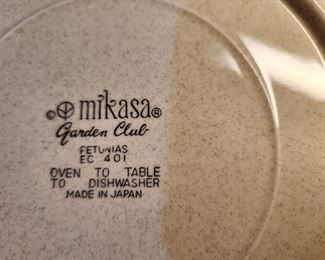 © mikasa ®
Garden Club
PETUNIAS
EC 401
OVEN TO TABLE
TO DISHWASHER
MADE IN JAPAN